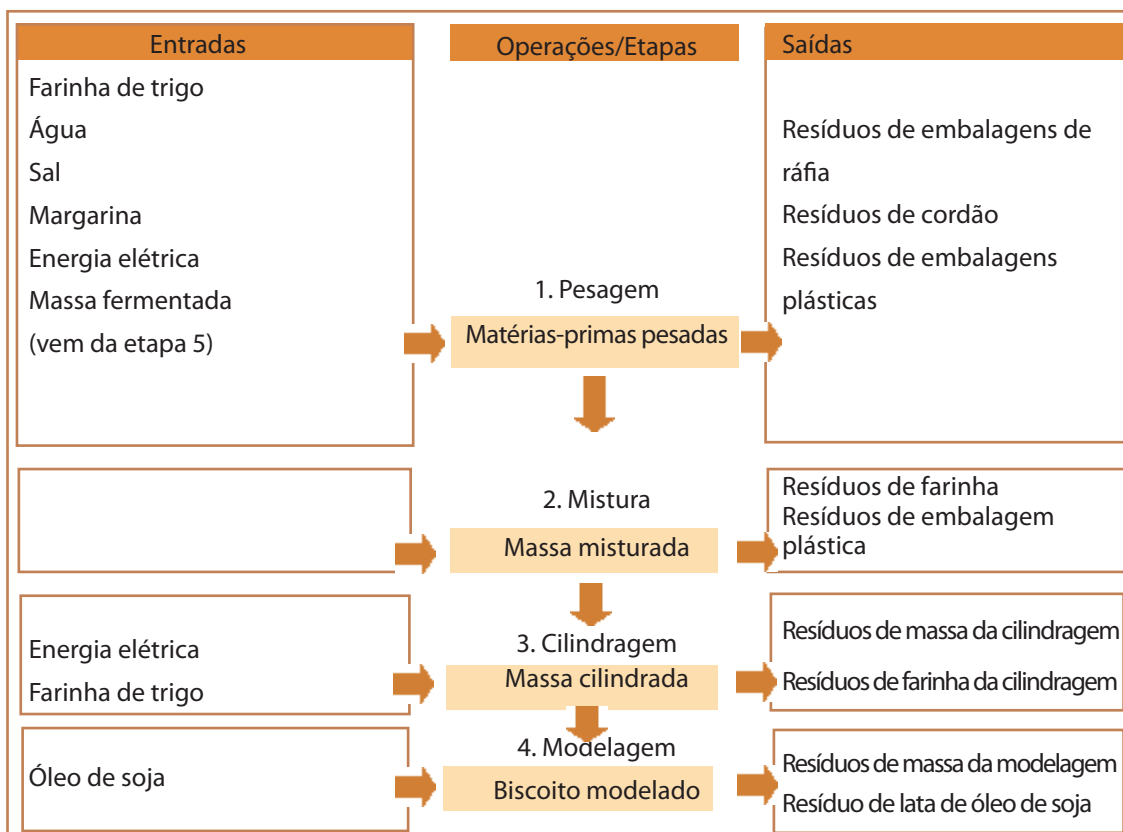 Entradas
Operações/Etapas
Saídas
Farinha de trigo
Água
Sal
Margarina
Energia elétrica
Massa fermentada
(vem da etapa 5)
1. Pesagem
Matérias-primas pesadas
Resíduos de embalagens de
ráfia
Resíduos de cordão
Resíduos de embalagens
plásticas
2. Mistura
Massa misturada
Resíduos de farinha
Resíduos de embalagem
plástica
Energia elétrica
Farinha de trigo
3. Cilindragem
Massa cilindrada
Resíduos de massa da cilindragem
Resíduos de farinha da cilindragem
Óleo de soja
4. Modelagem
Biscoito modelado
Resíduos de massa da modelagem
Resíduo de lata de óleo de soja